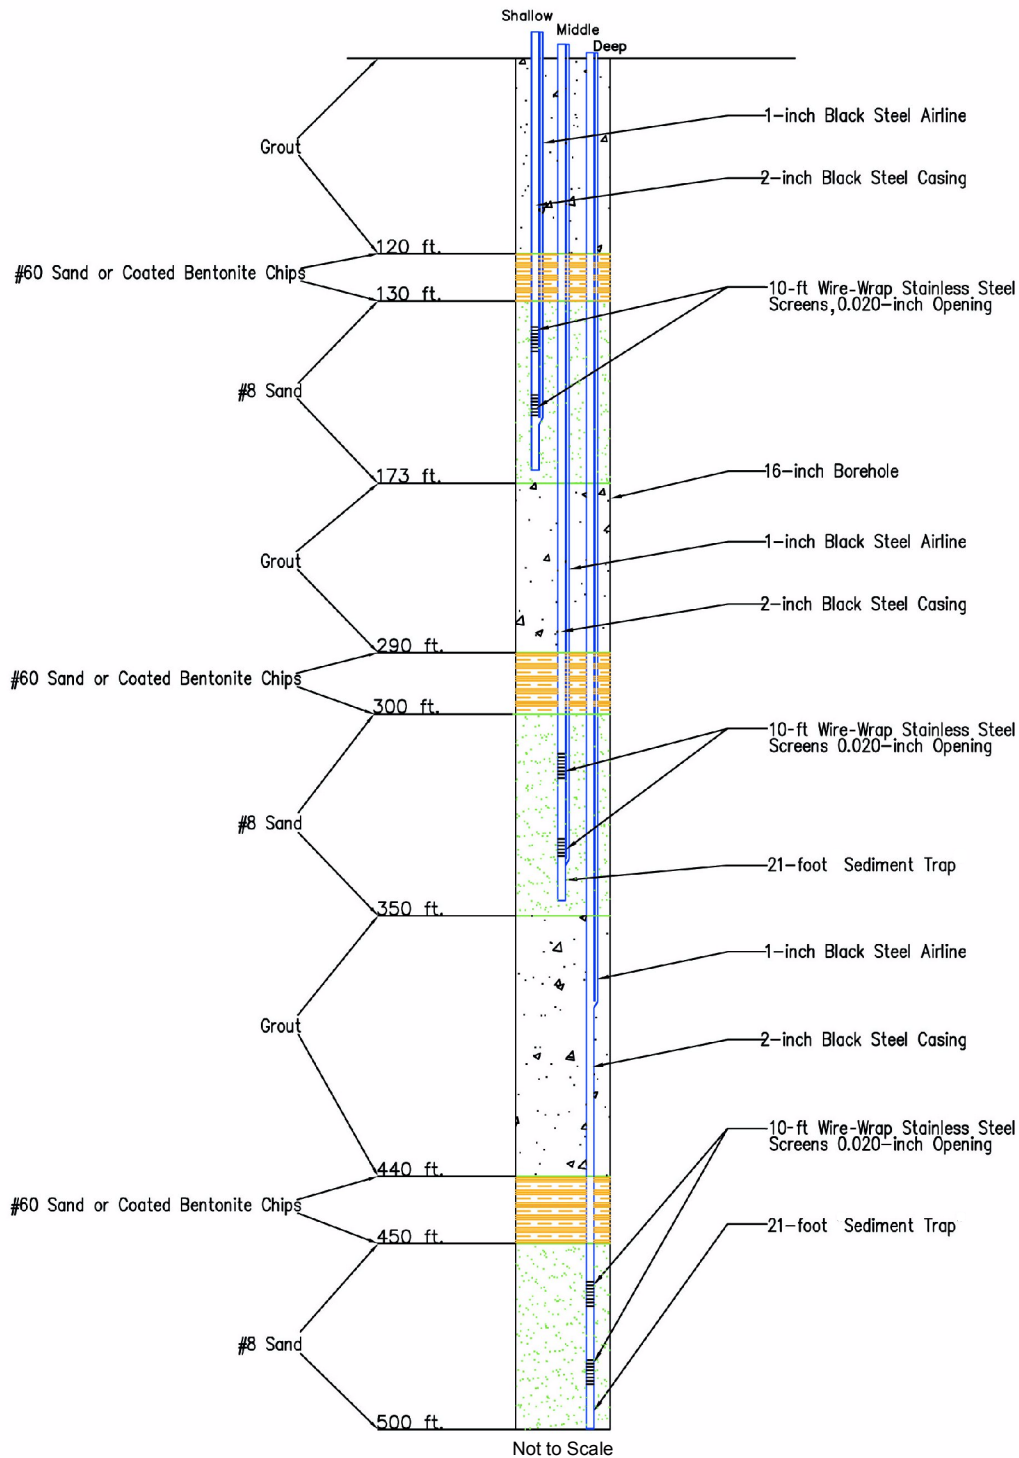 Shallow
Middle
Deep
1-inch Black Steel Airline
Grout
2-inch Black Steel Casing
120 ft.
#60 Sand or Coated Bentonite Chips
130 ft.
10-ft Wire-Wrap Stainless Steel
Screens, 0.020-inch Opening
#8 Sand
173 ft.
16-inch Borehole
1-inch Black Steel Airline
Grout
2-inch Black Steel Casing
290 ft.
#60 Sand or Coated Bentonite Chips
300 ft.
10-ft Wire-Wrap Stainless Steel
Screens 0.020-inch Opening
#8 Sand
21-foot Sediment Trap
350 ft.
1-inch Black Steel Airline
Grout
2-inch Black Steel Casing
10-ft Wire-Wrap Stainless Steel
Screens 0.020-inch Opening
440 ft.
#60 Sand or Coated Bentonite Chips
21-foot Sediment Trap
450 ft.
#8 Sand
500 ft.
Not to Scale